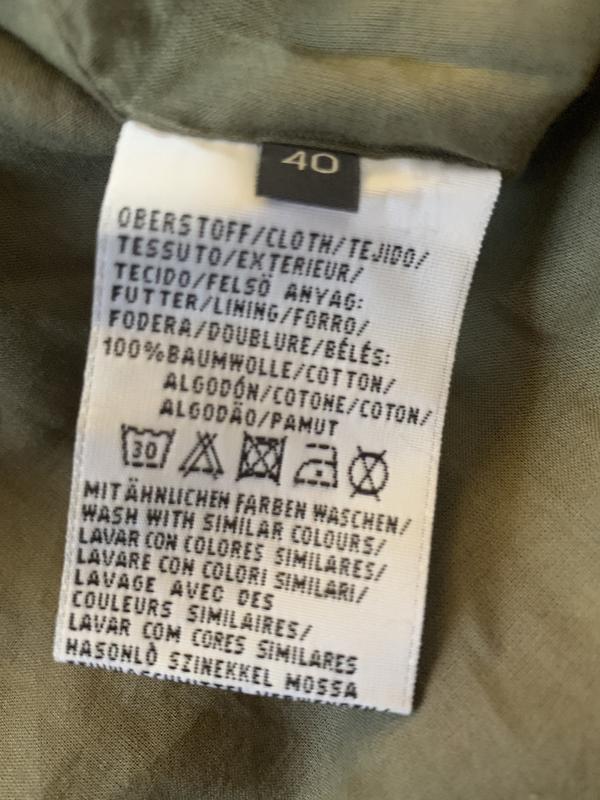 40
OBERSTOFF/CLOTH/TEJIDO/
TESSUTO/EXTERIEUR/
TECIDO/FELSÖ ANYAG:
FUTTER/LINING/FORRO/
FODERA/DOUBLURE/BÉLÉS:
100%BAUMWOLLE/COTTON/
ALGODÓN/COTONE/COTON/
ALGODÃO/PAMUT
30
MIT ÄHNLICHEN FARBEN WASCHEN/
WASH WITH SIMILAR COLOURS/
LAVAR CON COLORES SIMILARES/
LAVARE CON COLORI SIMILARI/
LAVAGE AVEC DES
COULEURS SIMILAIRES/
LAVAR COM CORES SIMILARES
HASONLÒ SZINEKKEL MOSSA